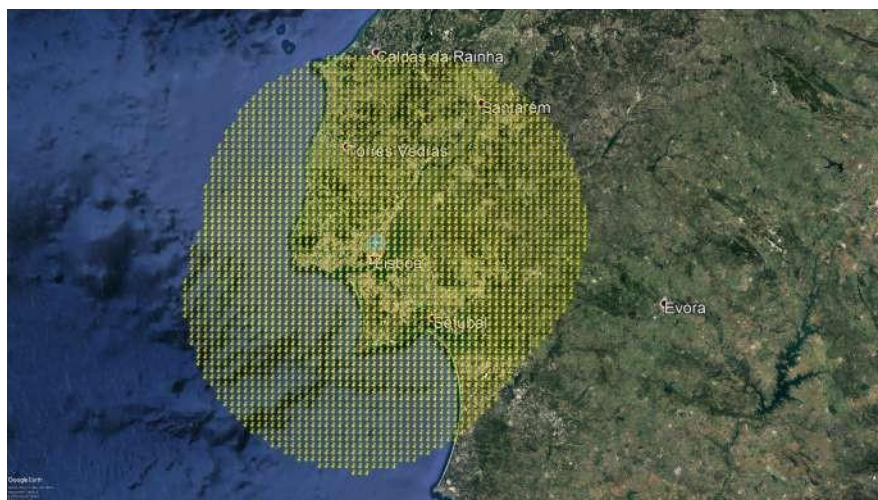 Caldas da Rainha
Santarém
Torres Vedras
Lisboa
Setúbal
Évora
Google Earth